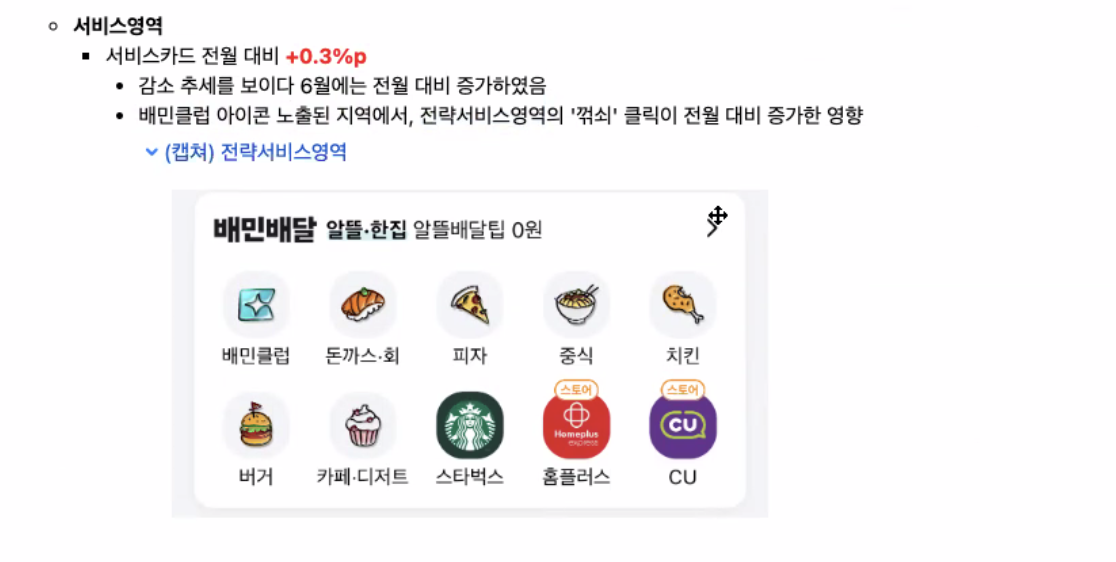 서비스영역
서비스카드 전월 대비 +0.3%p
감소 추세를 보이다 6월에는 전월 대비 증가하였음
배민클럽 아이콘 노출된 지역에서, 전략서비스영역의 '꺾쇠' 클릭이 전월 대비 증가한 영향
(캡쳐) 전략서비스영역
배민배달 알뜰·한집 알뜰배달팁 0원
배민클럽 돈까스·회 피자 중식 치킨
스토어 스토어
Homeplus express CU
버거 카페·디저트 스타벅스 홈플러스 CU